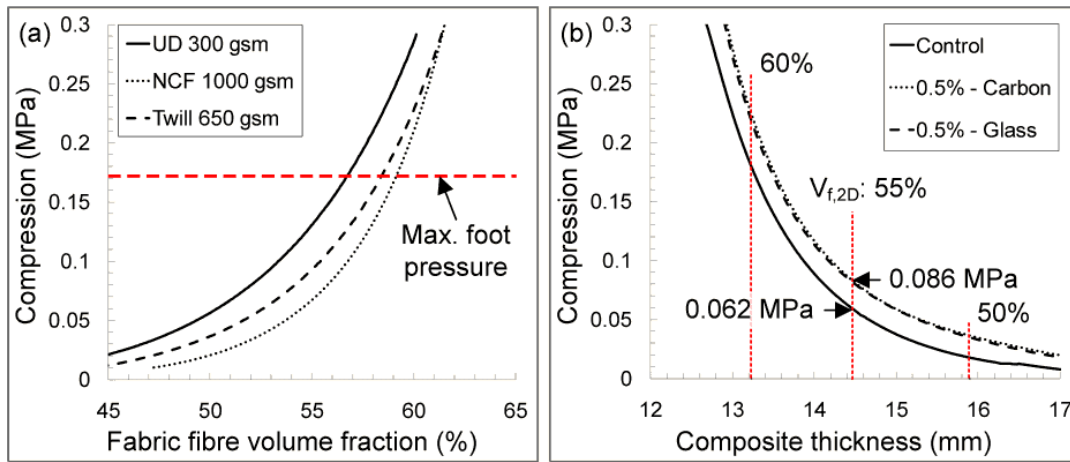 (a)
UD 300 gsm
NCF 1000 gsm
Twill 650 gsm
Max. foot
pressure
Compression (MPa)
0.3
0.25
0.2
0.15
0.1
0.05
0
45
50
55
60
65
Fabric fibre volume fraction (%)
(b)
Control
0.5% - Carbon
0.5% - Glass
60%
Vf,2D: 55%
0.086 MPa
0.062 MPa
50%
Compression (MPa)
0.3
0.25
0.2
0.15
0.1
0.05
0
12
13
14
15
16
17
Composite thickness (mm)